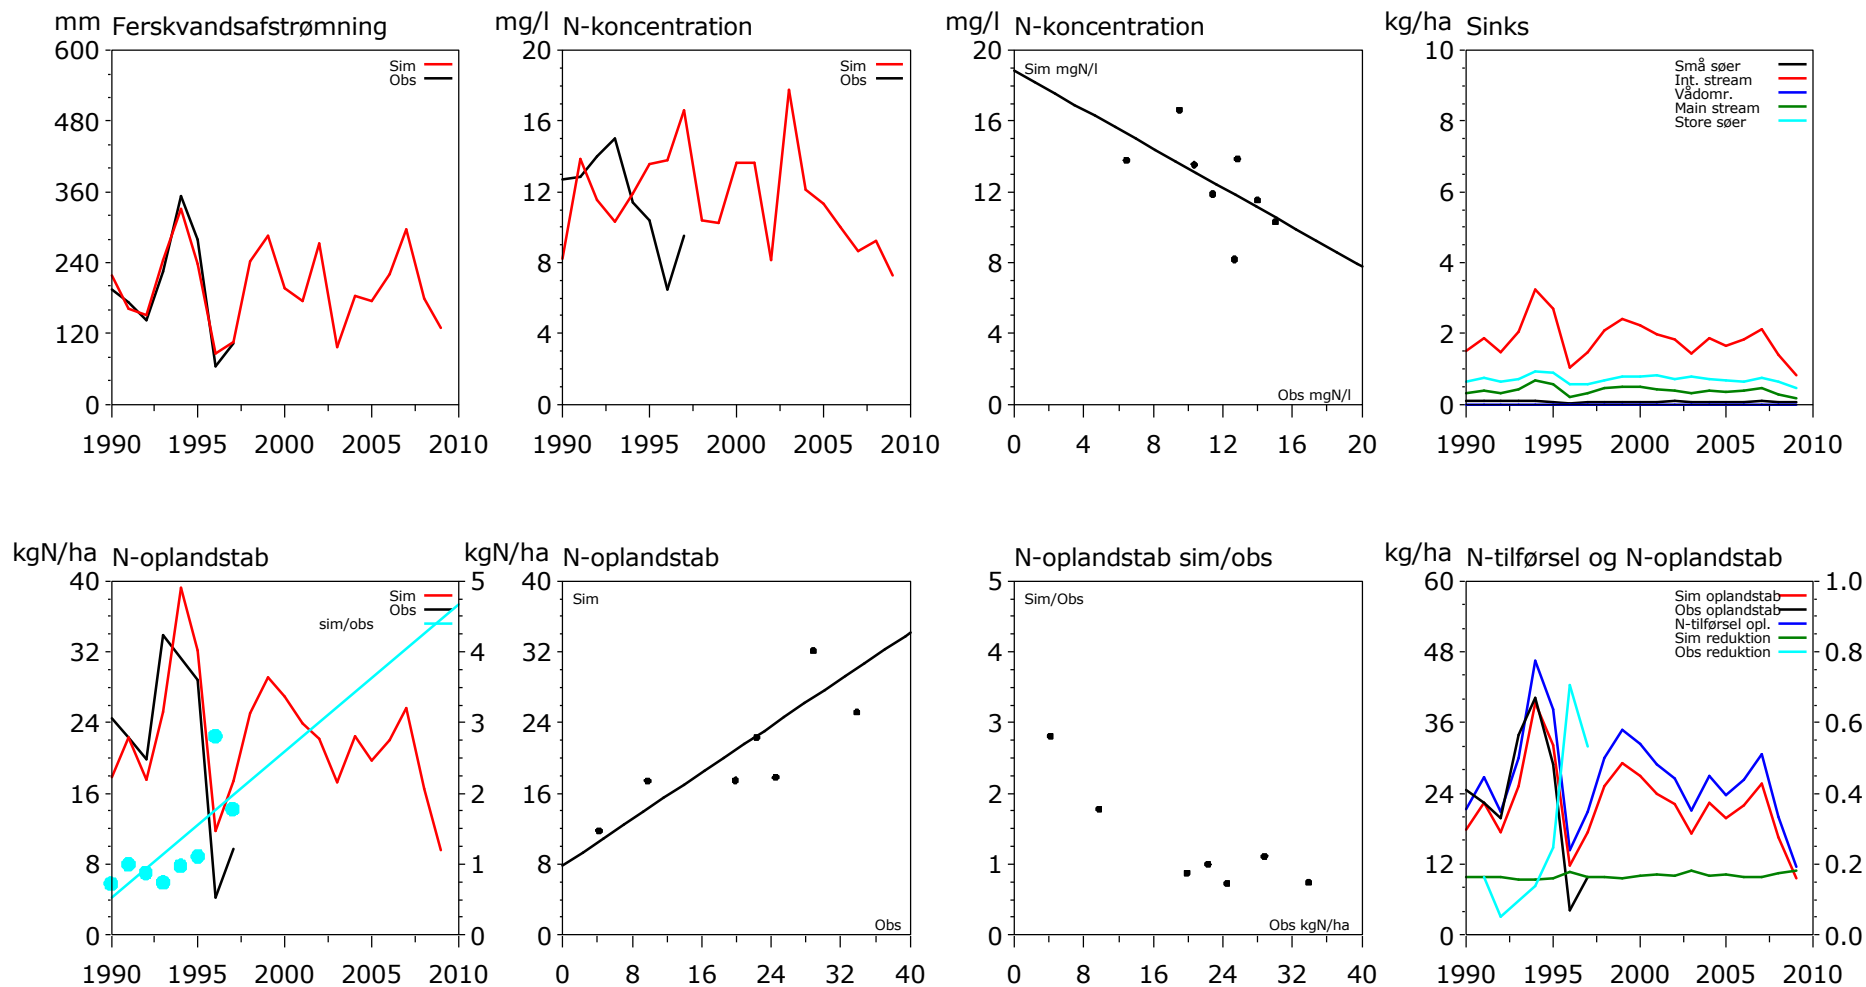 mm Ferskvandsafstrømning
600
480
360
240
120
0
1990 1995 2000 2005 2010
Sim
Obs
mg/l N-koncentration
20
16
12
8
4
0
1990 1995 2000 2005 2010
Sim
Obs
mg/l N-koncentration
20
16
12
8
4
0
0 4 8 12 16 20
Sim mgN/l
Obs mgN/l
kg/ha Sinks
10
8
6
4
2
0
1990 1995 2000 2005 2010
Små søer
Int. stream
Vådomr.
Main stream
Store søer
kgN/ha N-oplandstab
40
32
24
16
8
0
5
4
3
2
1
0
1990 1995 2000 2005 2010
Sim
Obs
sim/obs
kgN/ha N-oplandstab
40
32
24
16
8
0
0 8 16 24 32 40
Sim
Obs
N-oplandstab sim/obs
5
4
3
2
1
0
0 8 16 24 32 40
Sim/Obs
Obs kgN/ha
kg/ha N-tilførsel og N-oplandstab
60
48
36
24
12
0
1.0
0.8
0.6
0.4
0.2
0.0
1990 1995 2000 2005 2010
Sim oplandstab
Obs oplandstab
N-tilførsel opl.
Sim reduktion
Obs reduktion